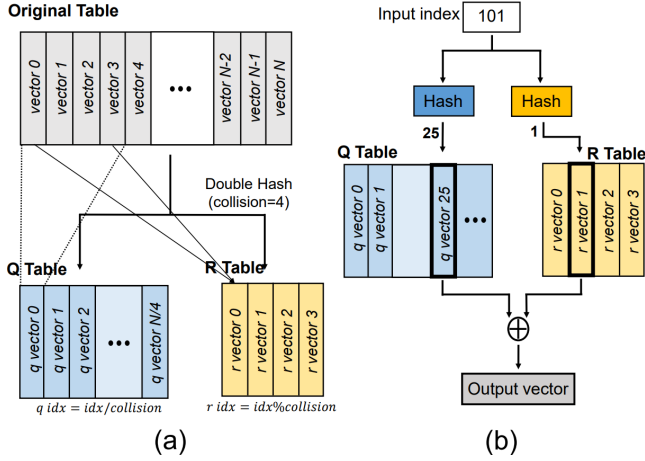 Original Table
vector 0
vector 1
vector 2
vector 3
vector 4
•••
vector N-2
vector N-1
vector N
Double Hash
(collision=4)
Q Table
q vector 0
q vector 1
q vector 2
•••
q vector N/4
q idx = idx/collision
R Table
r vector 0
r vector 1
r vector 2
r vector 3
r idx = idx%collision
(a)
Input index
101
Hash
Hash
25
1
Q Table
q vector 0
q vector 1
q vector 25
•••
R Table
r vector 0
r vector 1
r vector 2
r vector 3
Output vector
(b)